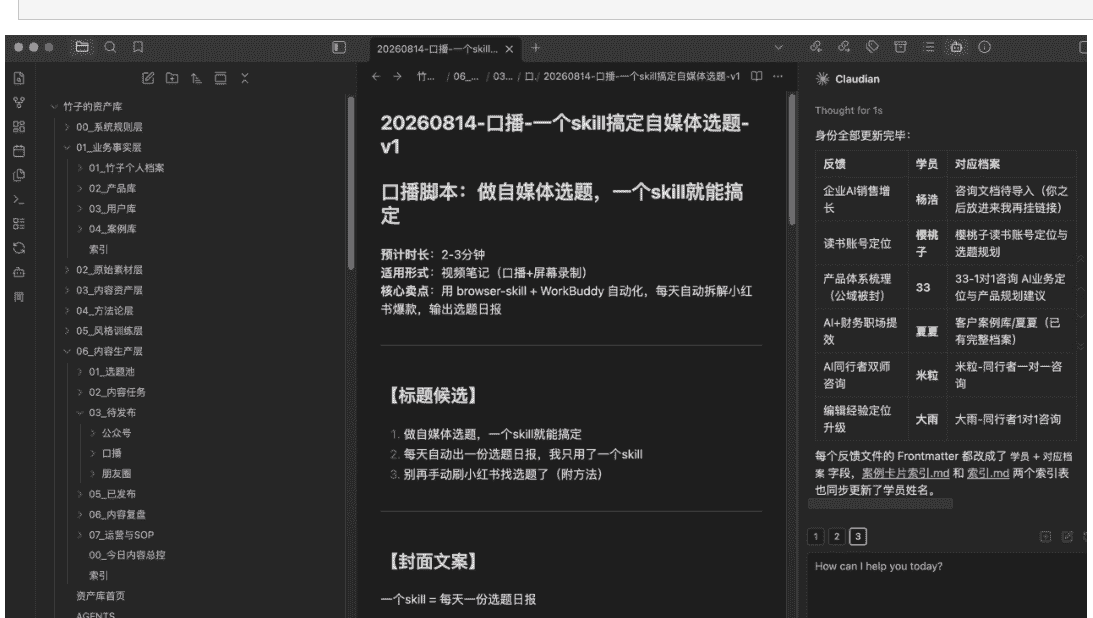 20260814-口播-一个skill...
竹子的资产库
00_系统规则层
01_业务事实层
01_竹子个人档案
02_产品库
03_用户库
04_案例库
索引
02_原始素材层
03_内容资产层
04_方法论层
05_风格训练层
06_内容生产层
01_选题池
02_内容任务
03_待发布
公众号
口播
朋友圈
05_已发布
06_内容复盘
07_运营与SOP
00_今日内容总控
索引
资产库首页
AGENTS
竹... / 06_... / 03... / 口./ 20260814-口播-一个skill搞定自媒体选题-v1
20260814-口播-一个skill搞定自媒体选题-
v1
口播脚本：做自媒体选题，一个skill就能搞
定
预计时长：2-3分钟
适用形式：视频笔记（口播+屏幕录制）
核心卖点：用 browser-skill + WorkBuddy 自动化，每天自动拆解小红
书爆款，输出选题日报
【标题候选】
1. 做自媒体选题，一个skill就能搞定
2. 每天自动出一份选题日报，我只用了一个skill
3. 别再手动刷小红书找选题了（附方法）
【封面文案】
一个skill = 每天一份选题日报
Claudian
Thought for 1s
身份全部更新完毕：
反馈 学员 对应档案
企业AI销售增
长
杨浩
咨询文档待导入（你之
后放进来我再挂链接）
读书账号定位
樱桃
子
樱桃子读书账号定位与
选题规划
产品体系梳理
（公域被封）
33
33-1对1咨询 AI业务定
位与产品规划建议
AI+财务职场提
效
夏夏
客户案例库/夏夏（已
有完整档案）
AI同行者双师
咨询
米粒
米粒-同行者一对一咨
询
编辑经验定位
升级
大雨
大雨-同行者1对1咨询
每个反馈文件的 Frontmatter 都改成了 学员 + 对应档
案 字段，案例卡片索引.md 和 索引.md 两个索引表
也同步更新了学员姓名。
1 2 3
How can I help you today?